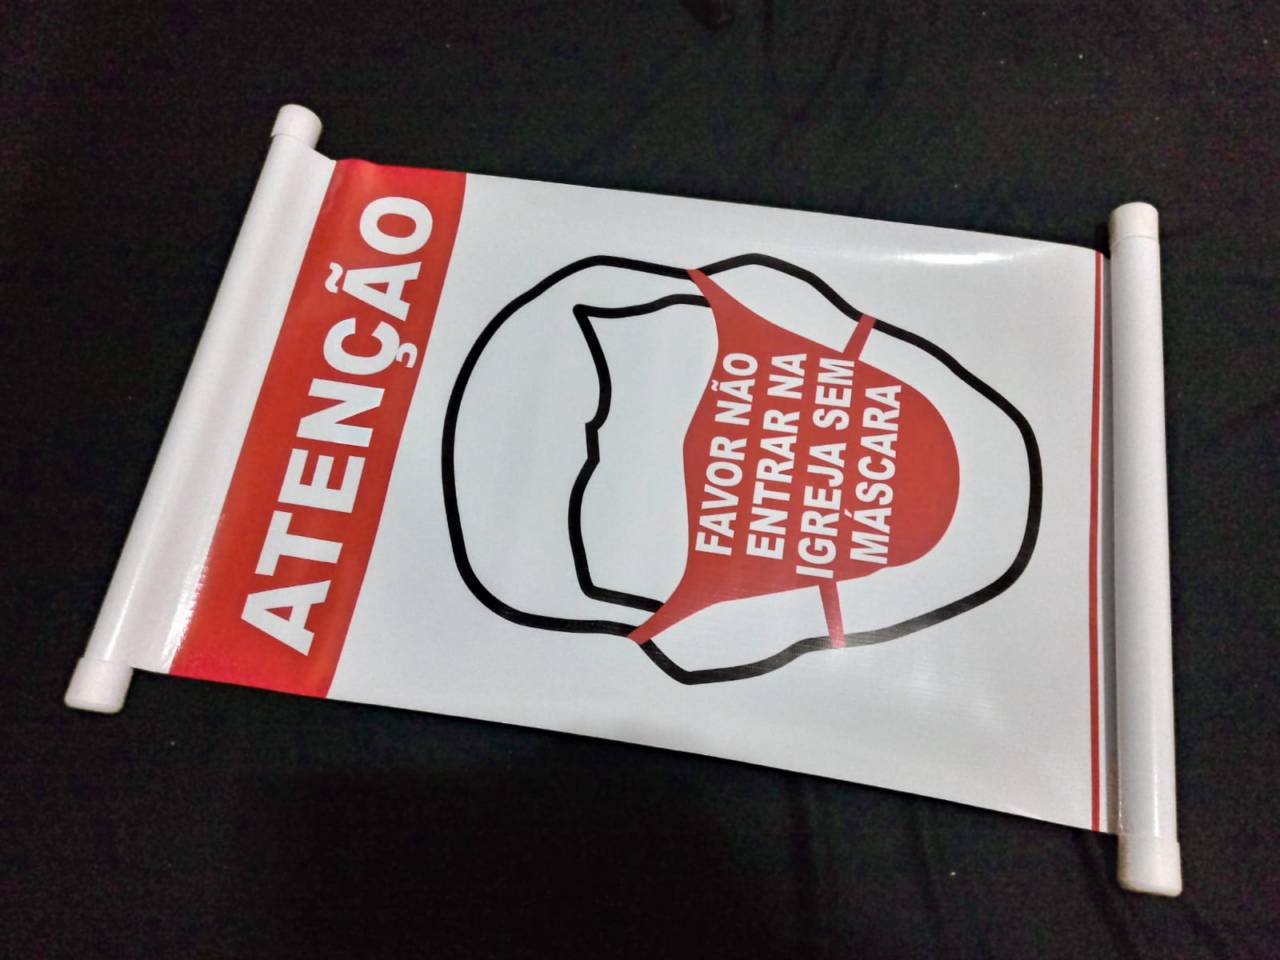 ATENÇÃO
FAVOR NÃO
ENTRAR NA
IGREJA SEM
MÁSCARA